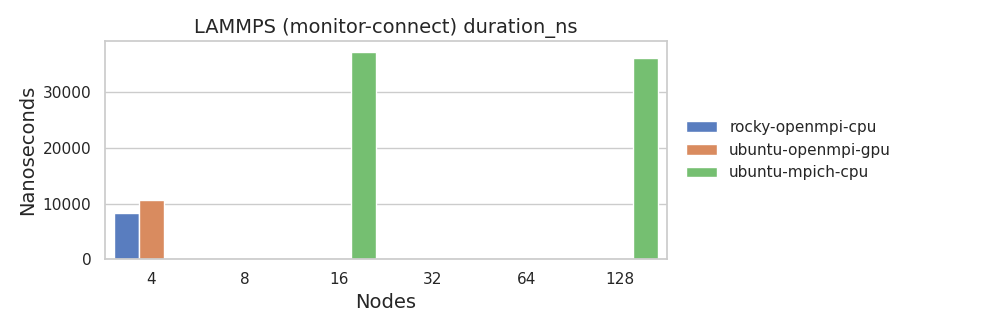 LAMMPS (monitor-connect) duration_ns
Nanoseconds
30000
20000
10000
0
4 8 16 32 64 128
Nodes
rocky-openmpi-cpu
ubuntu-openmpi-gpu
ubuntu-mpich-cpu